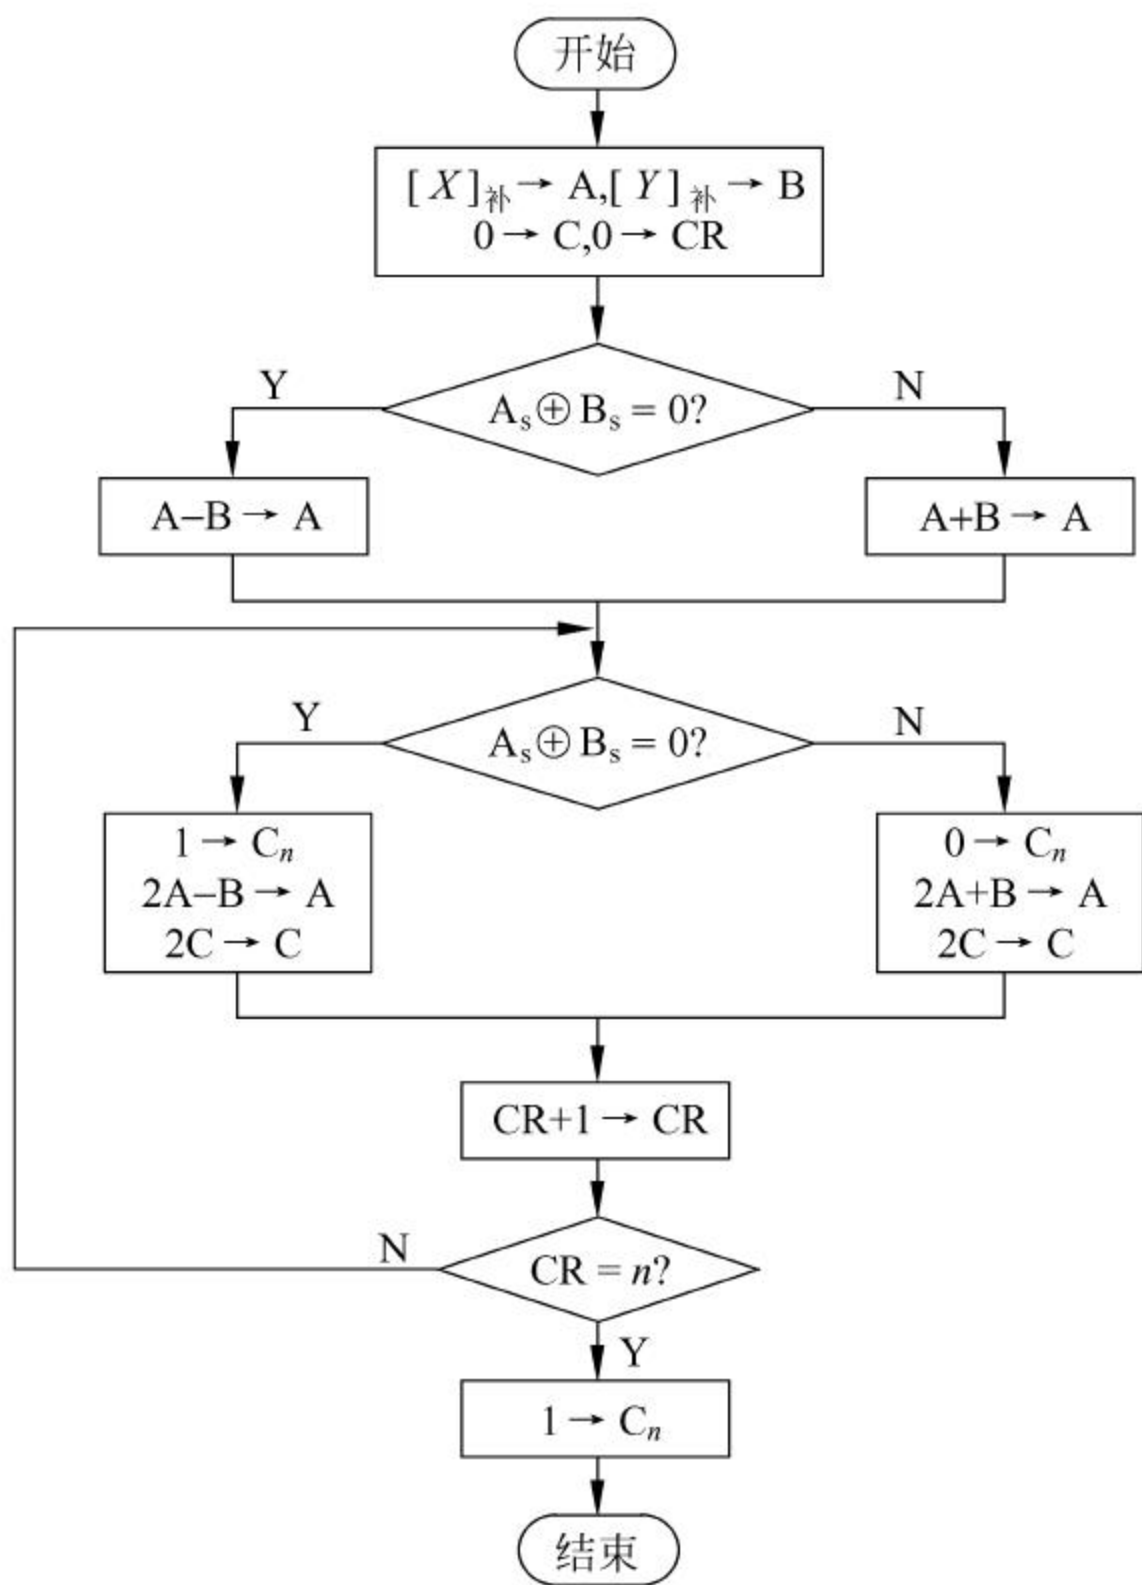 开始
[X]补→A,[Y]补→B
0→C,0→CR
Aₛ⊕Bₛ=0?
Y
N
A−B→A
A+B→A
Aₛ⊕Bₛ=0?
Y
N
1→Cₙ
2A−B→A
2C→C
0→Cₙ
2A+B→A
2C→C
CR+1→CR
CR=n?
N
Y
1→Cₙ
结束